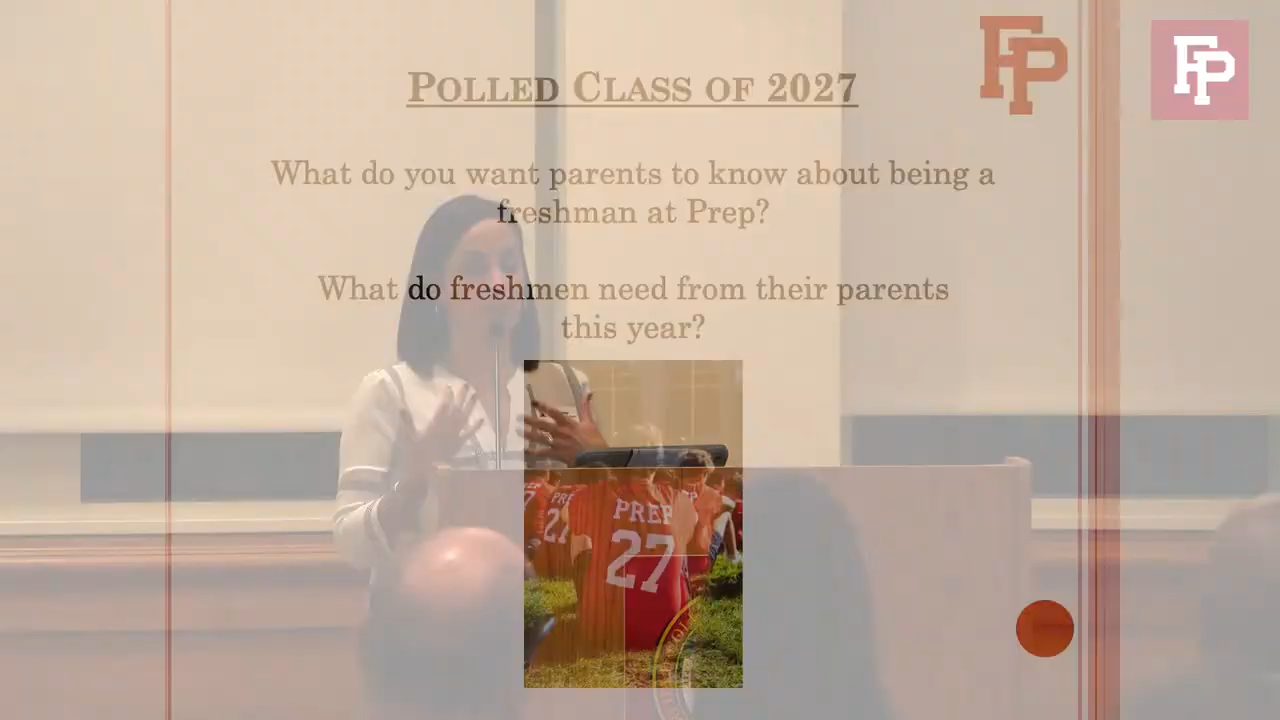 FP
FP
POLLED CLASS OF 2027
What do you want parents to know about being a
freshman at Prep?
What do freshmen need from their parents
this year?
PREP
27